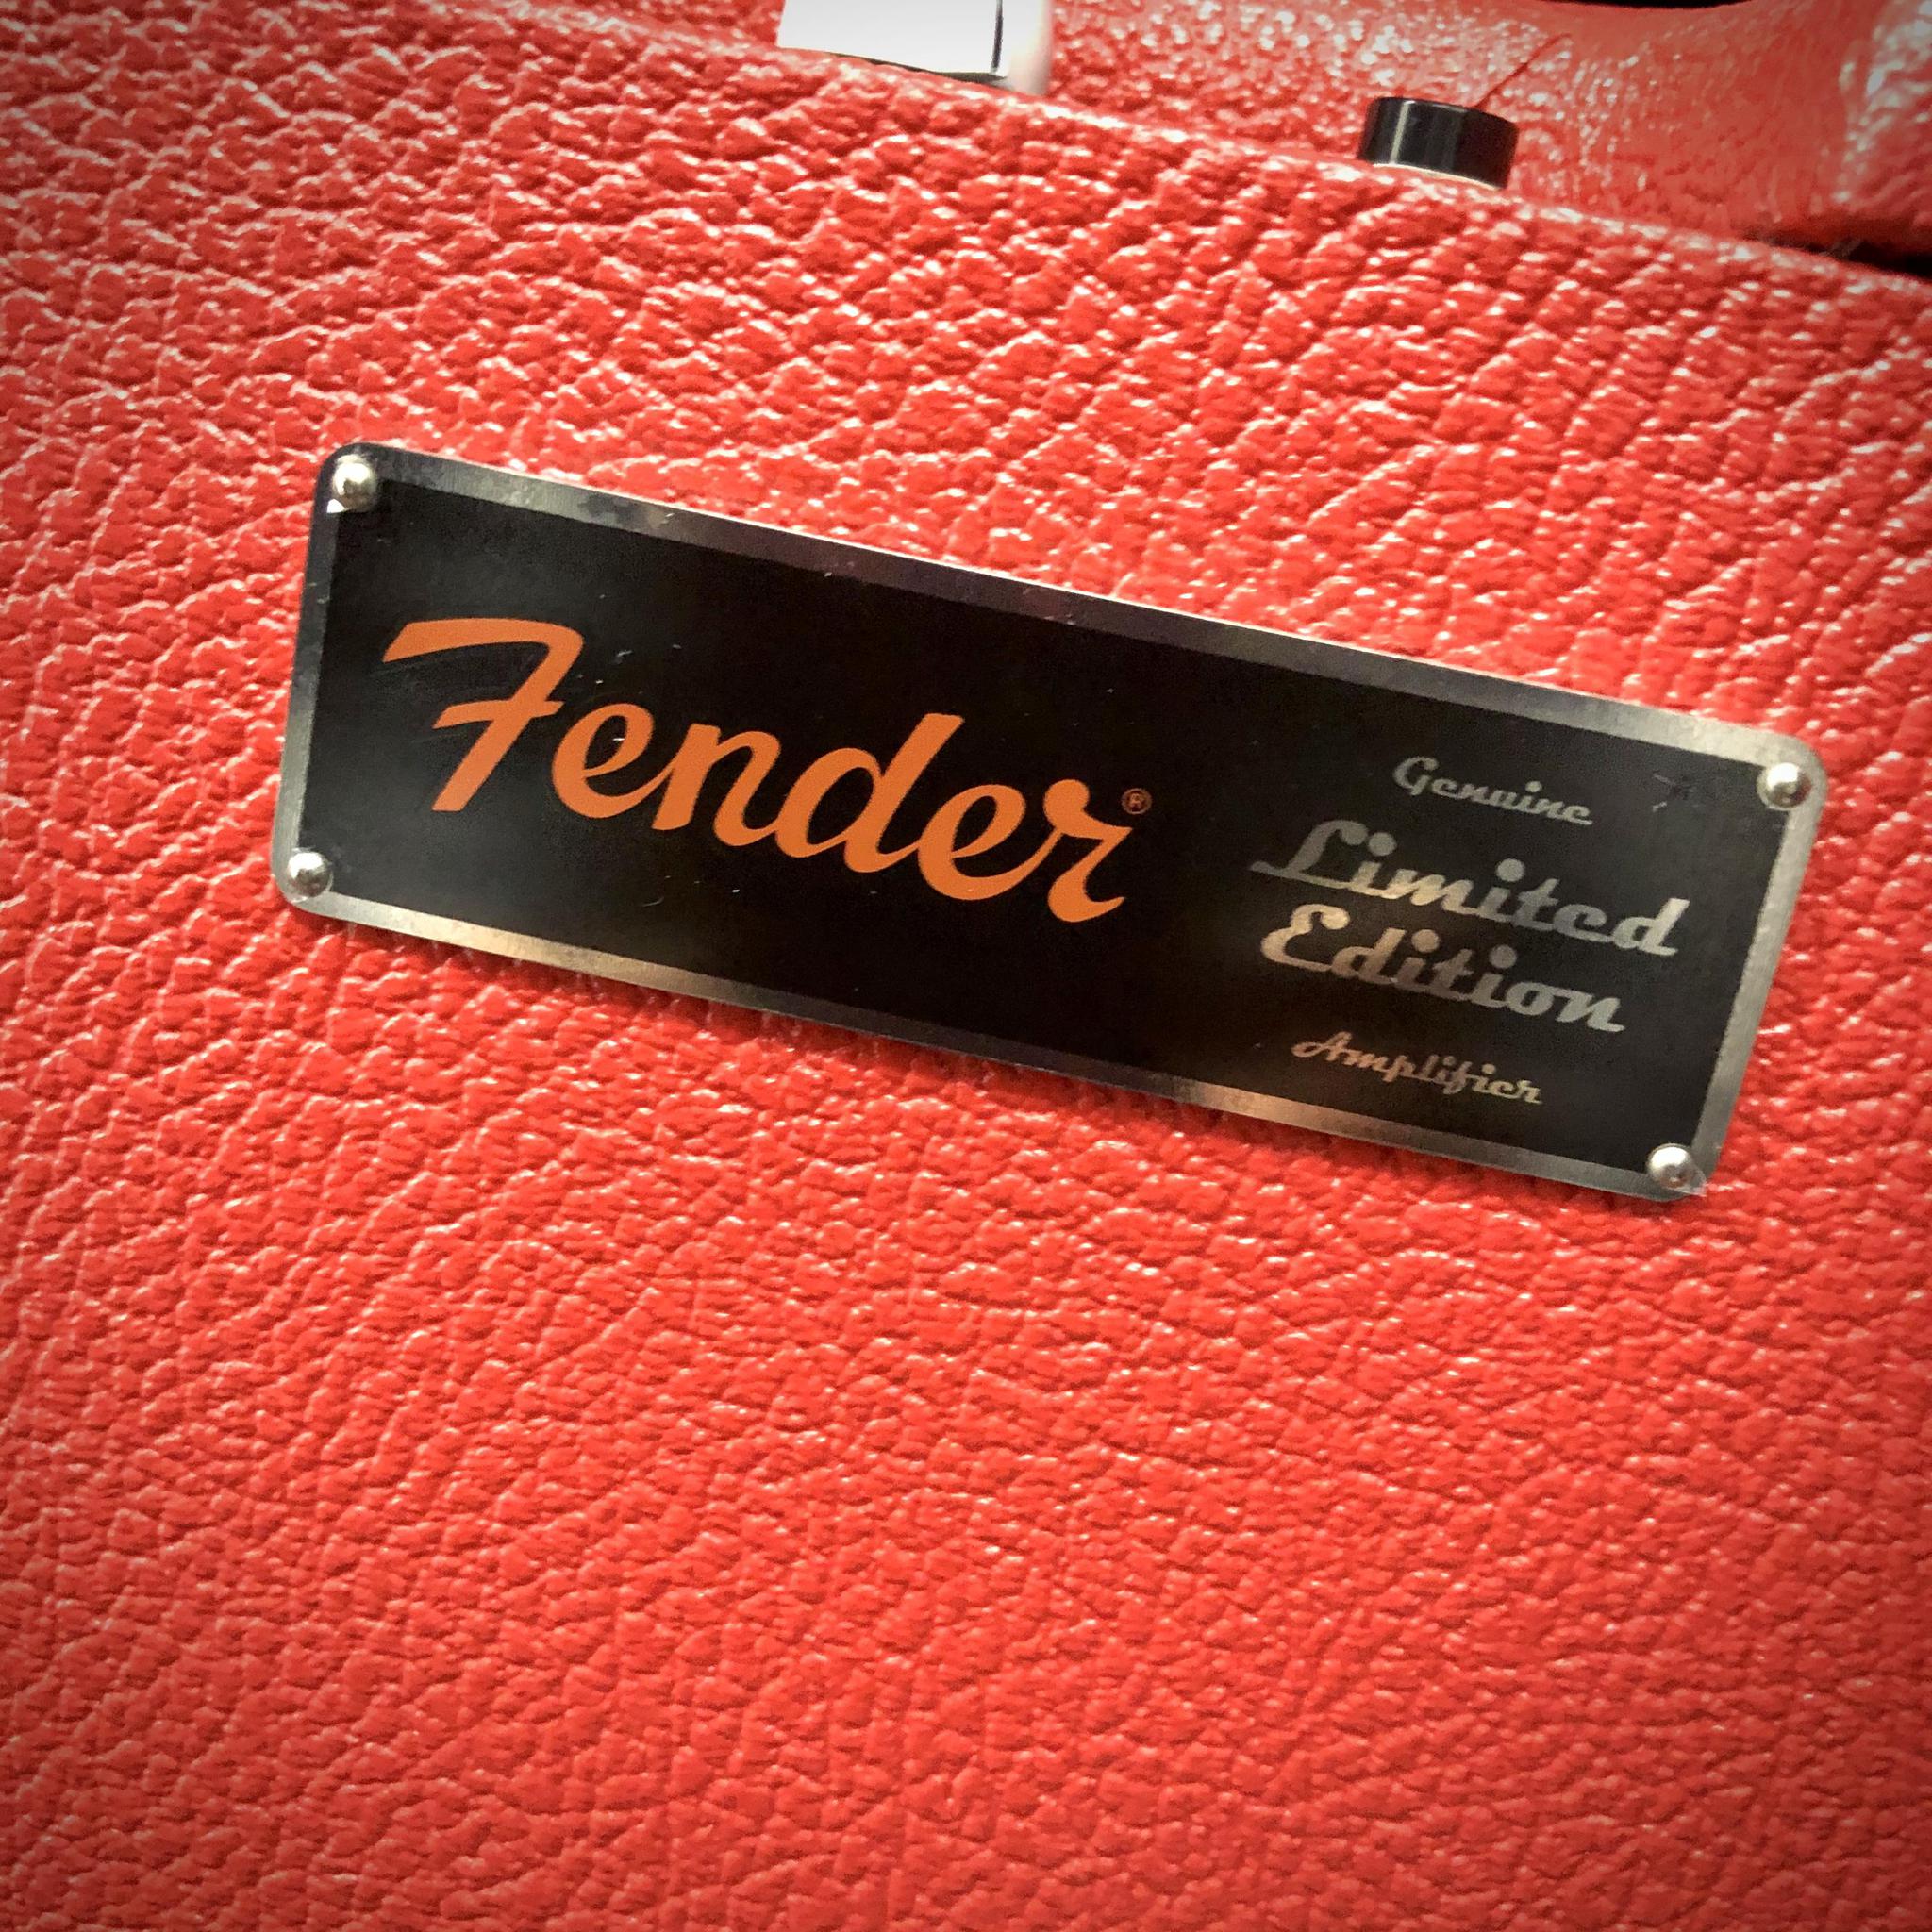 Fender®
Genuine
Limited
Edition
Amplifier